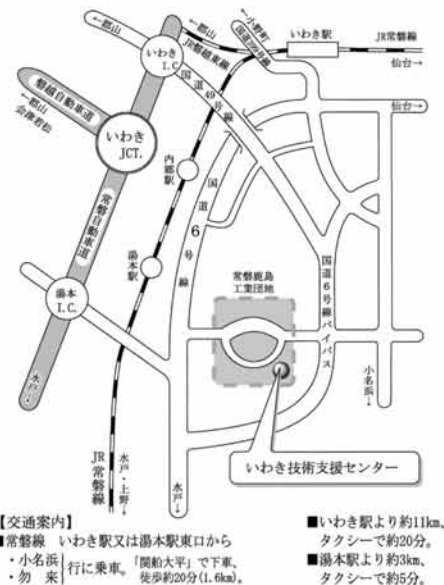 ←郡山
←郡山
JR磐越東線
←小野町
国道399号線
いわき駅
JR常磐線
仙台→
いわき
I.C
国道49号線
仙台→
磐越自動車道
←郡山
会津若松
いわき
JCT.
内郷駅
国道6号線
常磐自動車道
湯本駅
常磐鹿島
工業団地
国道6号線バイパス
湯本
I.C.
水戸→
小名浜→
いわき技術支援センター
JR常磐線
水戸・上野→
水戸→
【交通案内】
■常磐線 いわき駅又は湯本駅東口から
・小名浜
・勿来
行に乗車。「関船大平」で下車、
徒歩約20分(1.6km)。
■いわき駅より約11km、
タクシーで約20分。
■湯本駅より約3km、
タクシーで約5分。